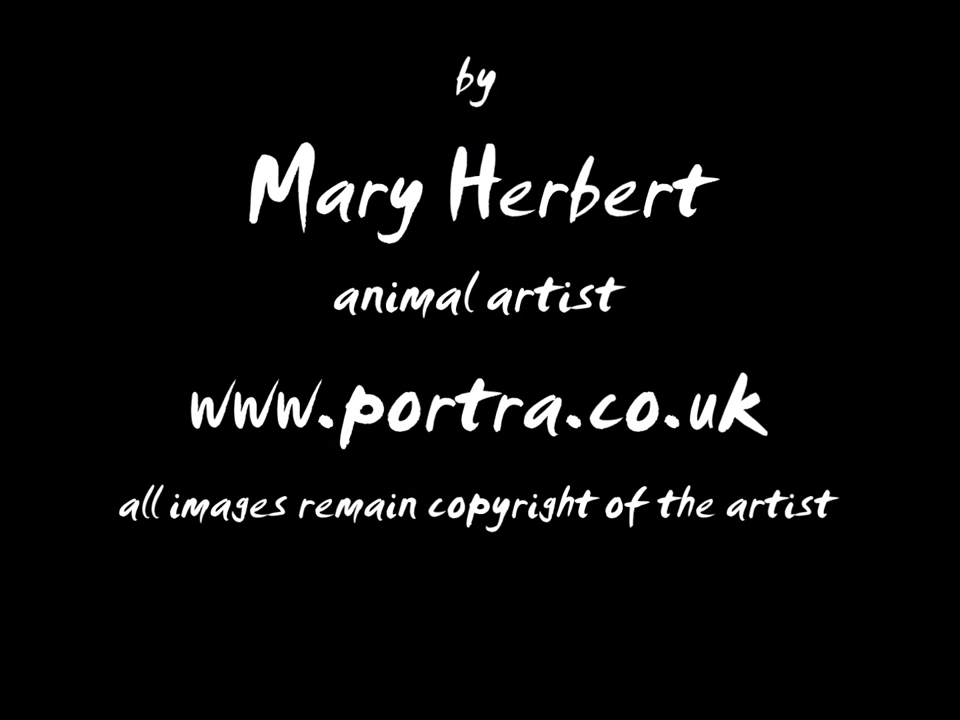 by
Mary Herbert
animal artist
www.portra.co.uk
all images remain copyright of the artist